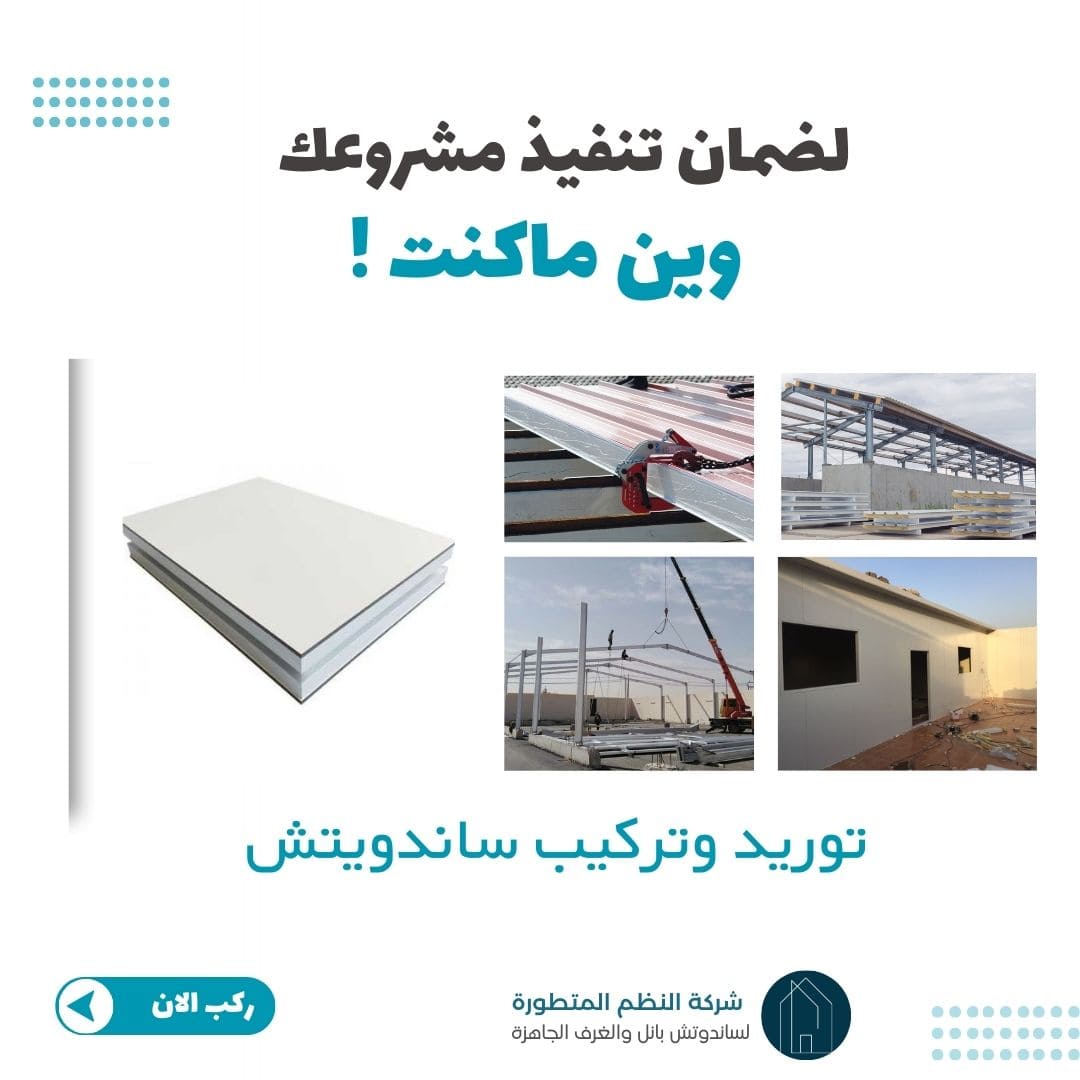 لضمان تنفيذ مشروعك
وين ماكنت !
توريد وتركيب ساندويتش
شركة النظم المتطورة
لساندوتش بانل والغرف الجاهزة
ركب الان